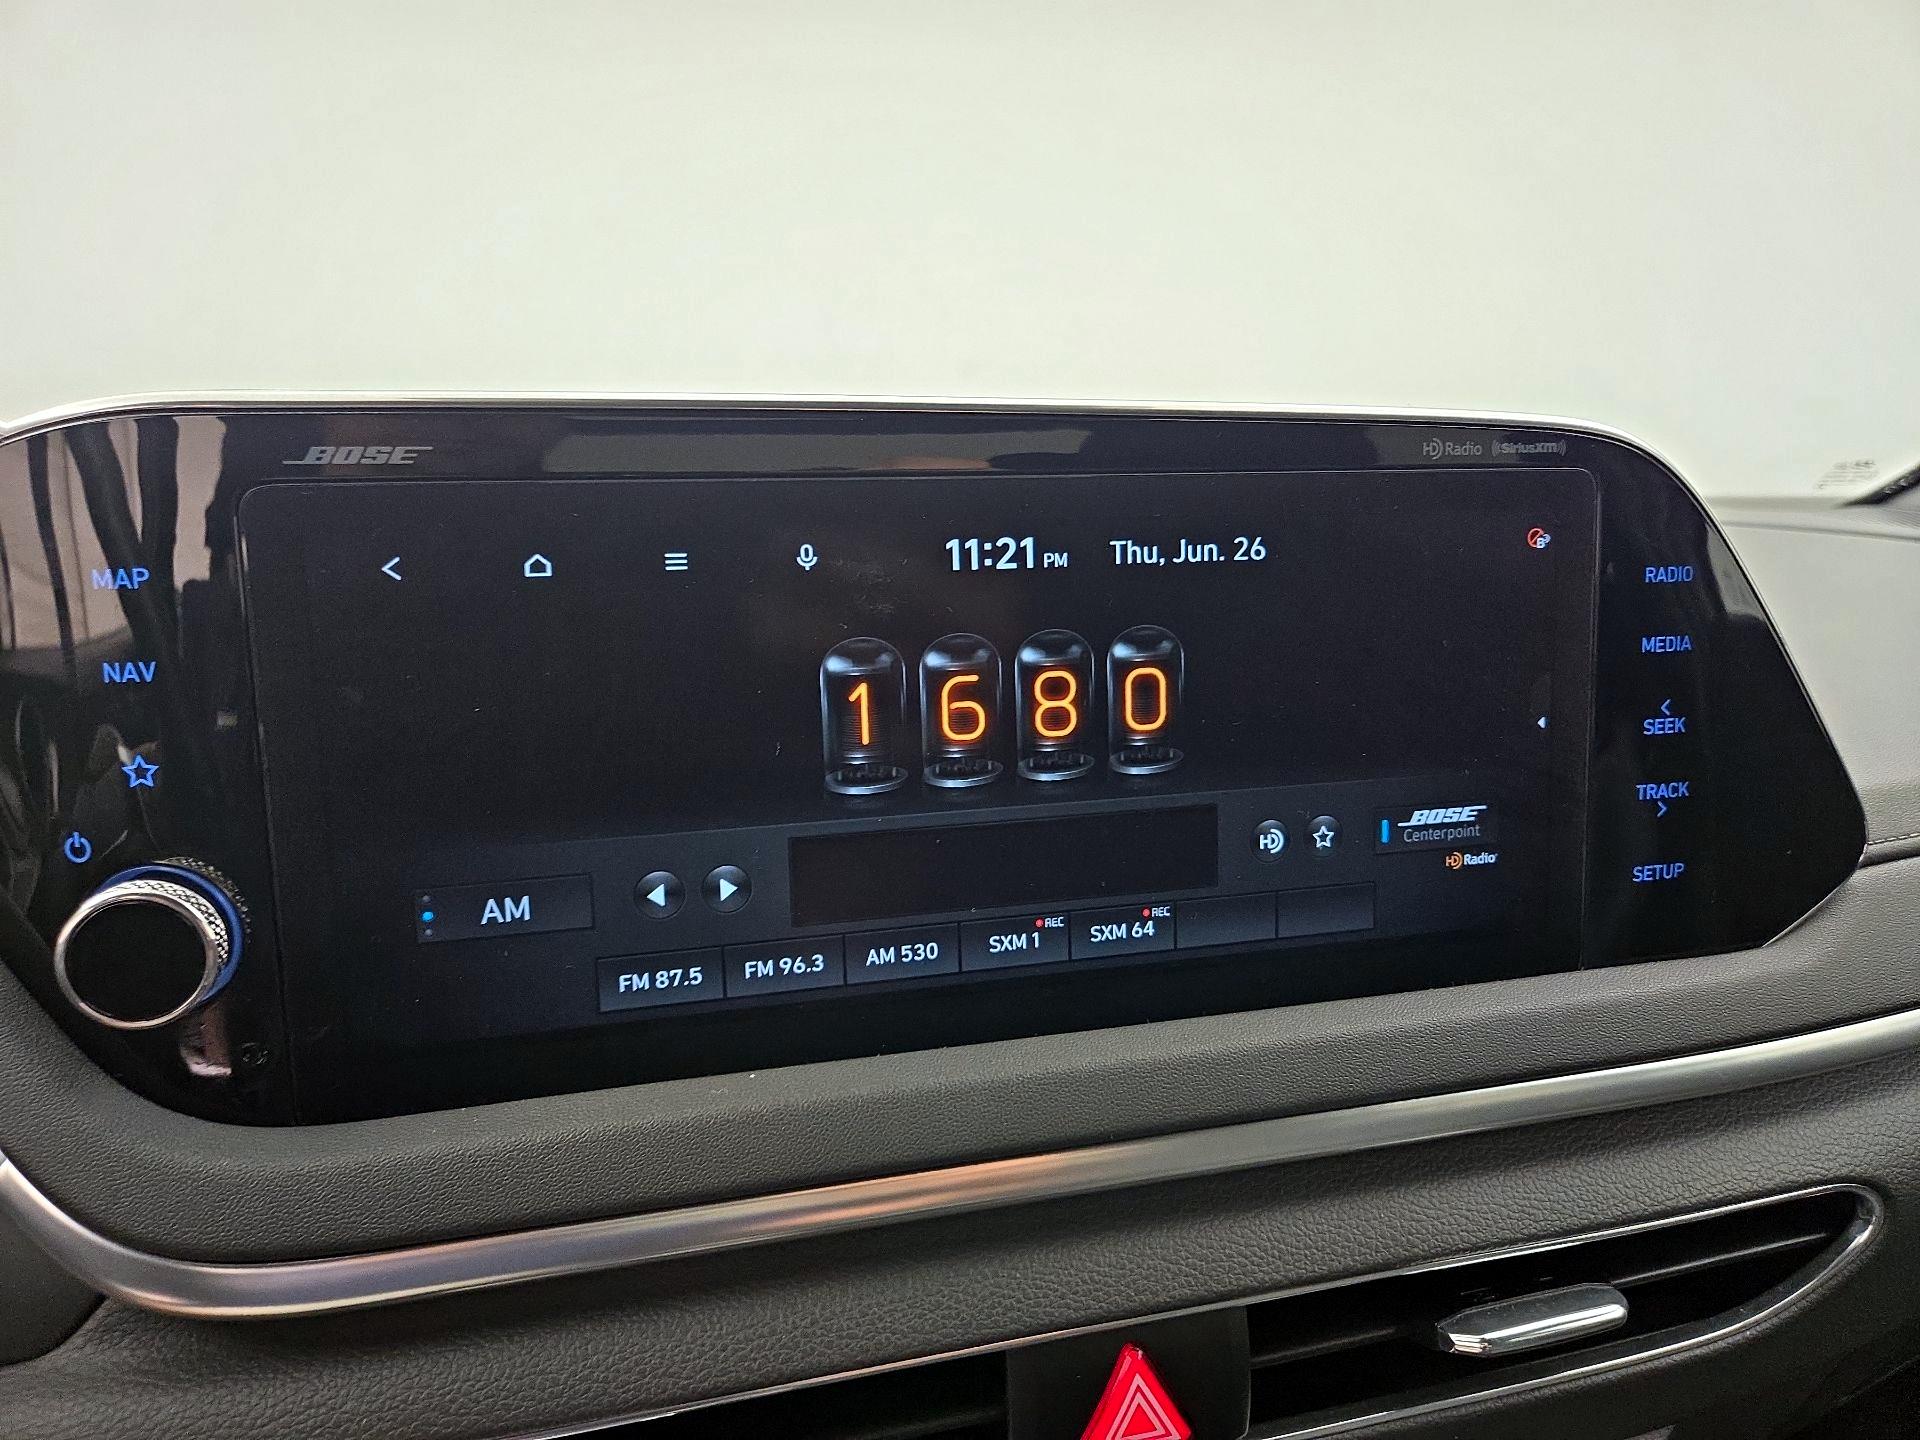 BOSE
HD Radio ((SiriusXM))
11:21 PM Thu, Jun. 26
MAP
NAV
RADIO
MEDIA
SEEK
TRACK
SETUP
1680
AM
HD
BOSE
Centerpoint
HD Radio
FM 87.5
FM 96.3
AM 530
SXM 1
REC
SXM 64
REC